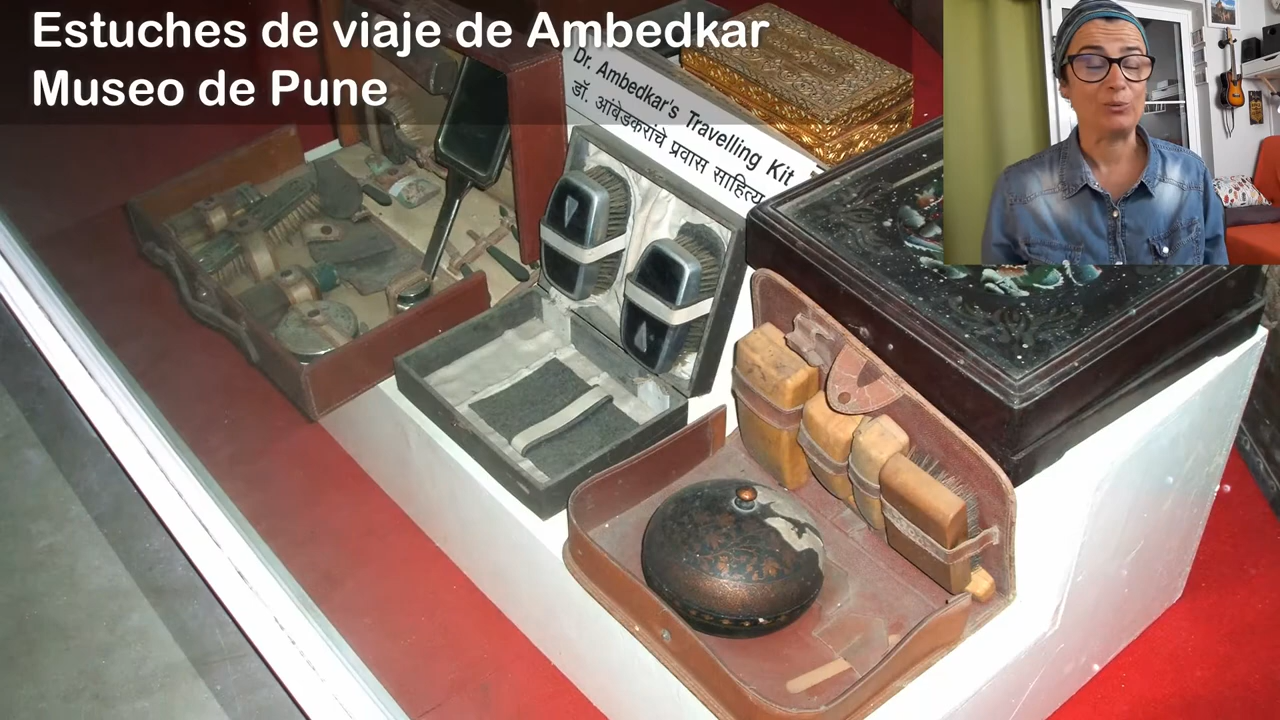 Estuches de viaje de Ambedkar
Museo de Pune
Dr. Ambedkar's Travelling Kit
डॉ. आंबेडकरांचे प्रवास साहित्य